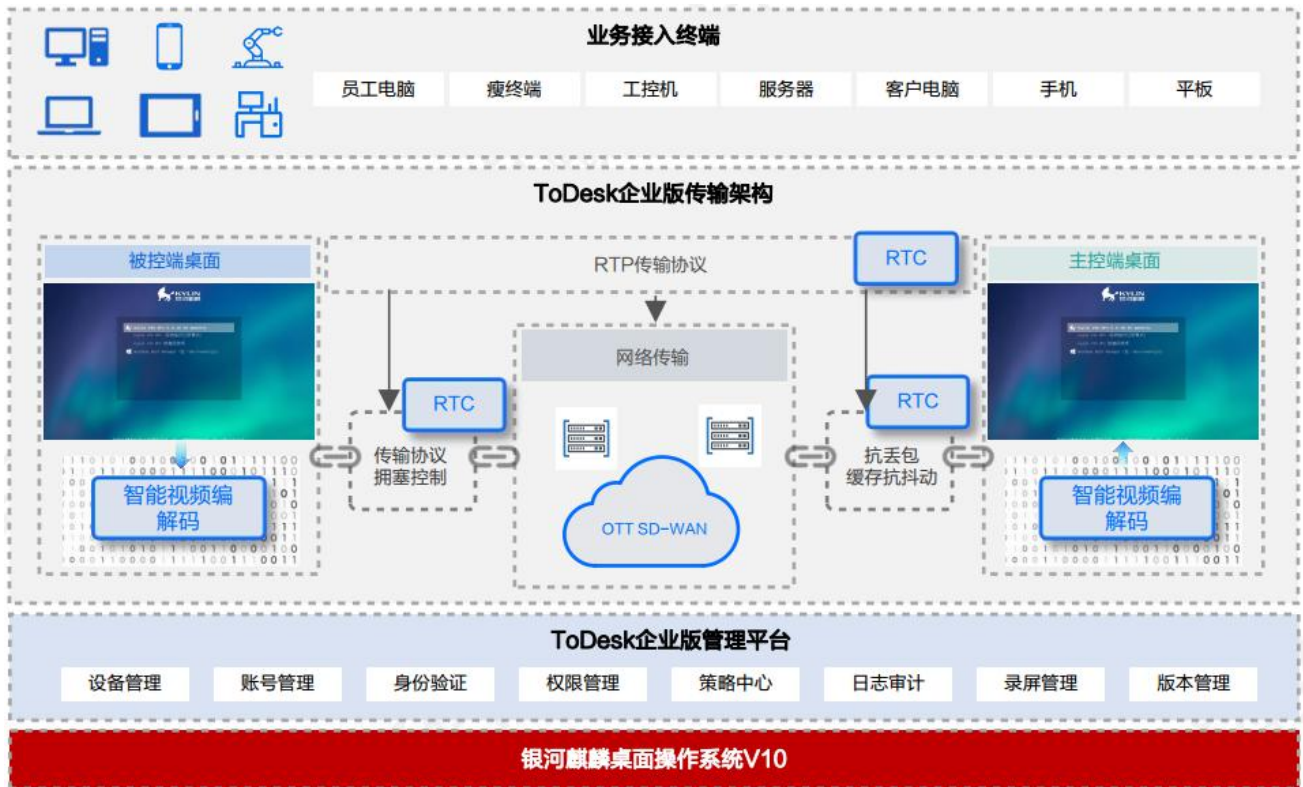 业务接入终端
员工电脑
瘦终端
工控机
服务器
客户电脑
手机
平板
ToDesk企业版传输架构
被控端桌面
RTP传输协议
RTC
主控端桌面
KYLIN
KYLIN
网络传输
RTC
RTC
传输协议
拥塞控制
抗丢包
缓存抗抖动
智能视频编
解码
OTT SD-WAN
智能视频编
解码
ToDesk企业版管理平台
设备管理
账号管理
身份验证
权限管理
策略中心
日志审计
录屏管理
版本管理
银河麒麟桌面操作系统V10